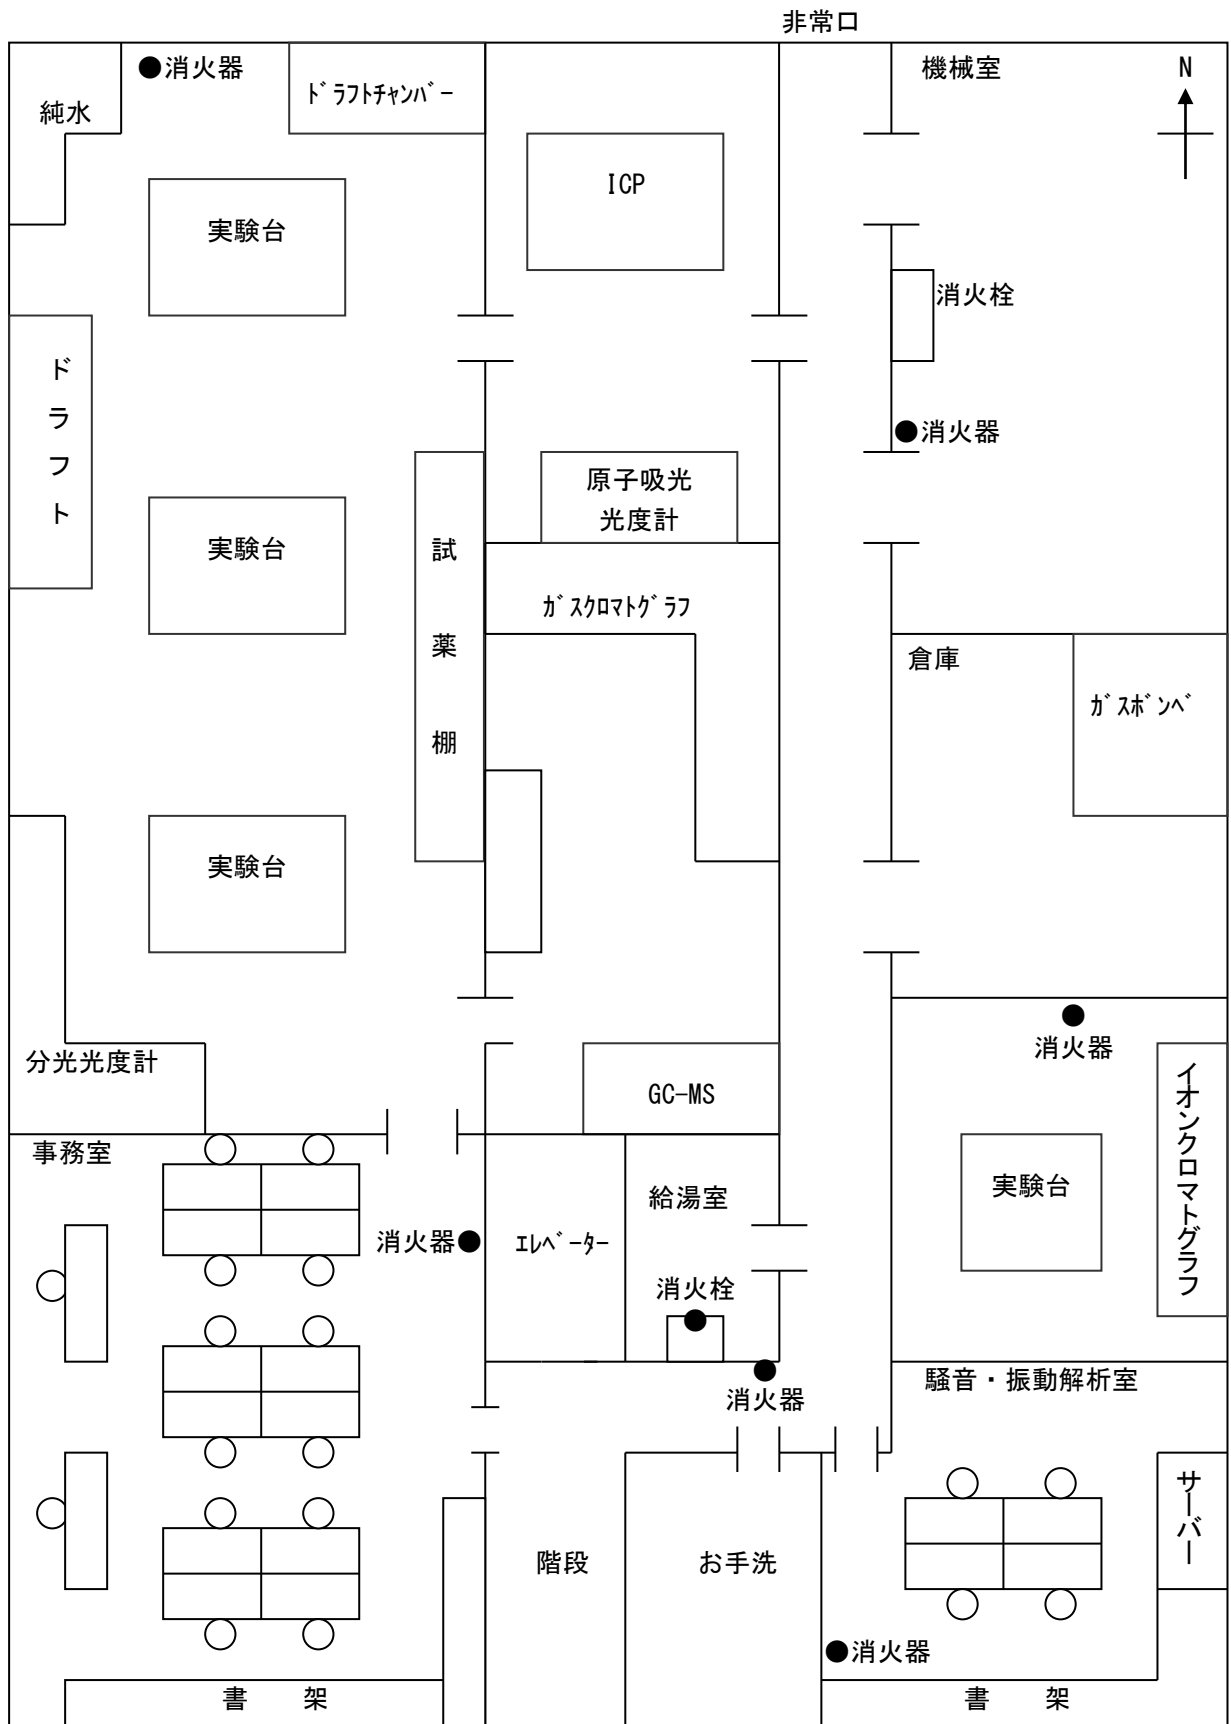 非常口
●消火器
ﾄﾞﾗﾌﾄﾁｬﾝﾊﾞｰ
機械室
N
純水
ICP
実験台
消火栓
ドラフト
●消火器
原子吸光
光度計
実験台
試薬棚
ｶﾞｽｸﾛﾏﾄｸﾞﾗﾌ
倉庫
ｶﾞｽﾎﾞﾝﾍﾞ
実験台
消火器
分光光度計
GC-MS
イオンクロマトグラフ
事務室
給湯室
実験台
消火器●
ｴﾚﾍﾞｰﾀｰ
消火栓
騒音・振動解析室
消火器
サーバー
階段
お手洗
●消火器
書 架
書 架